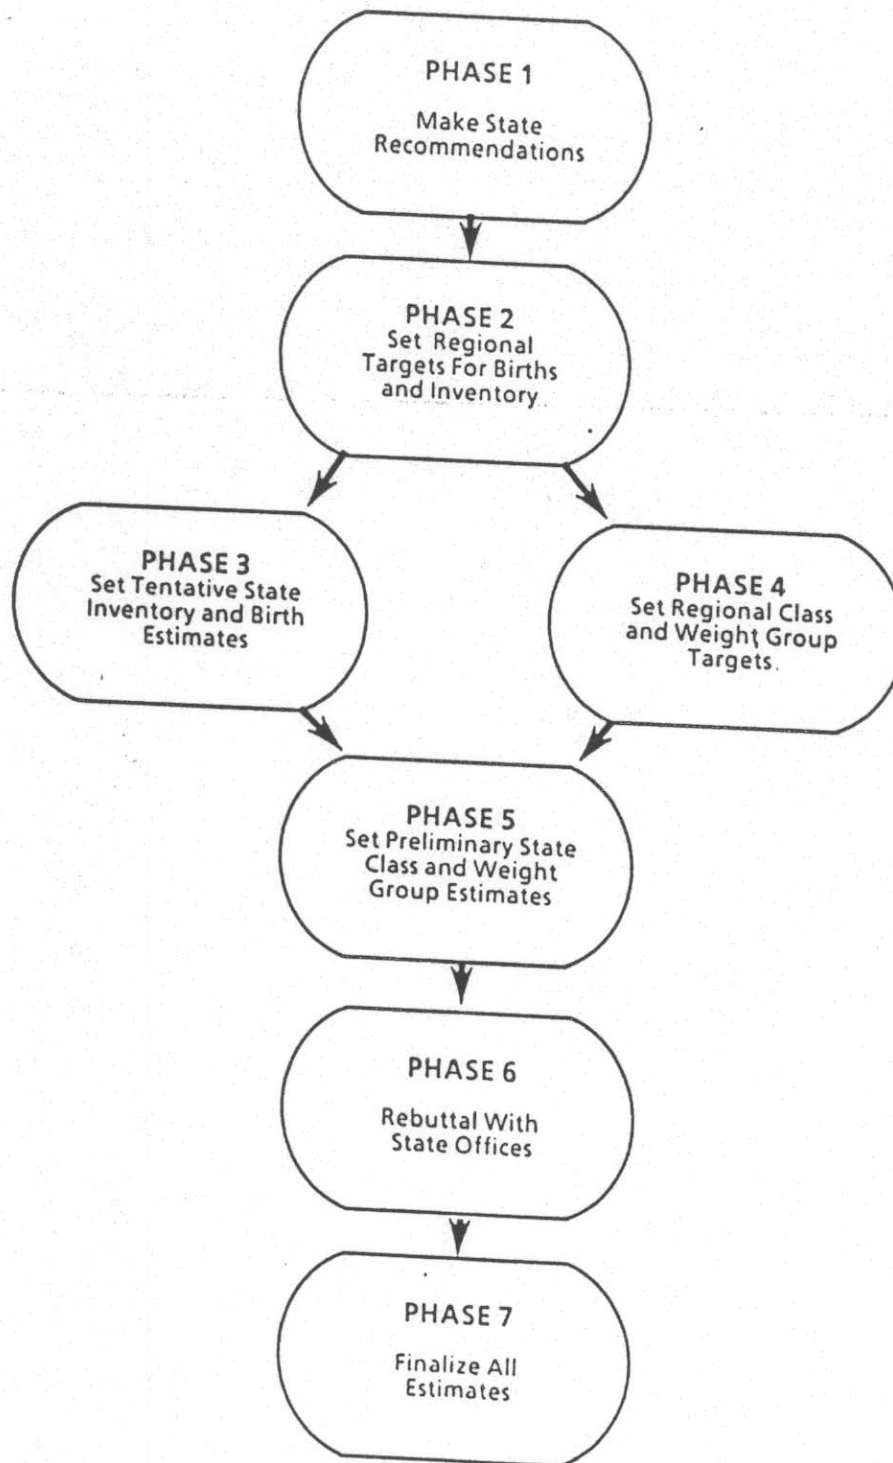 PHASE 1
Make State
Recommendations
PHASE 2
Set Regional
Targets For Births
and Inventory
PHASE 3
Set Tentative State
Inventory and Birth
Estimates
PHASE 4
Set Regional Class
and Weight Group
Targets.
PHASE 5
Set Preliminary State
Class and Weight
Group Estimates
PHASE 6
Rebuttal With
State Offices
PHASE 7
Finalize All
Estimates